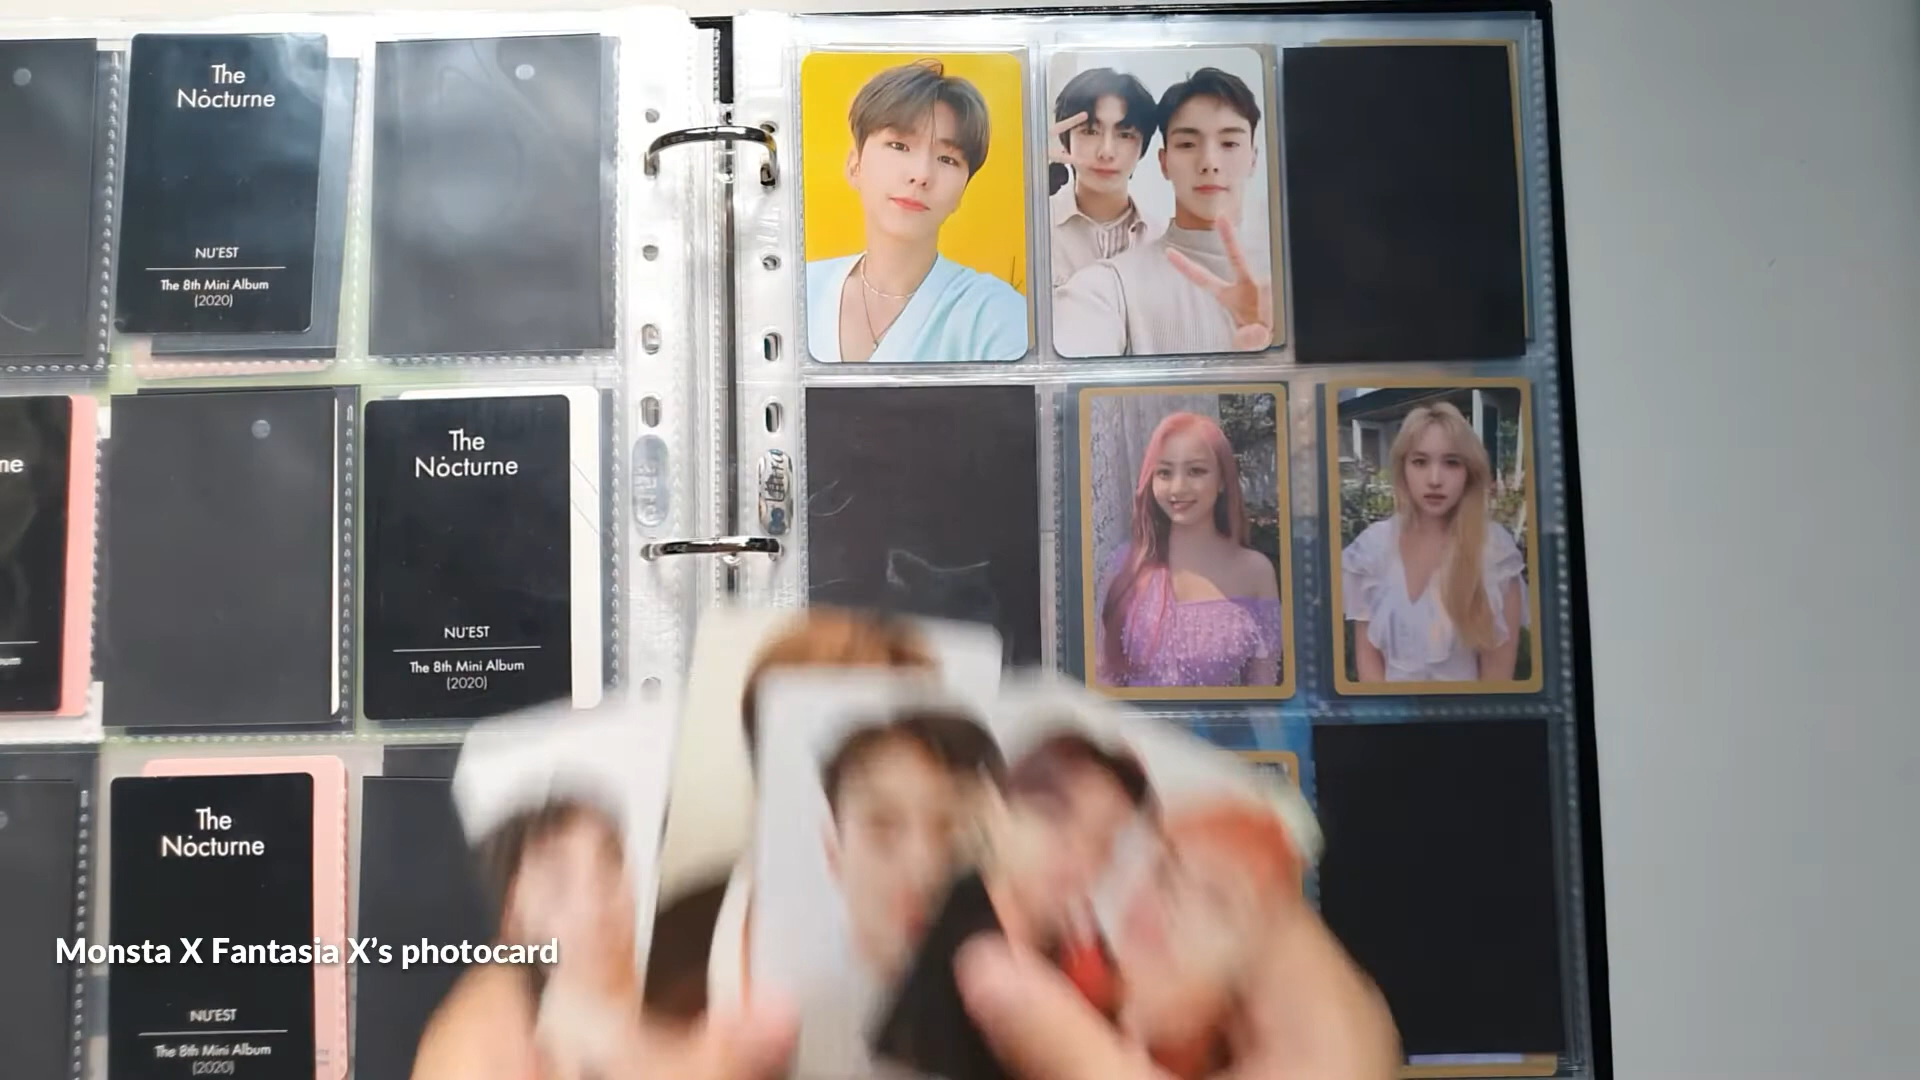 The
Nocturne
NU'EST
The 8th Mini Album
(2020)
ne
The
Nocturne
NU'EST
The 8th Mini Album
(2020)
The
Nocturne
NU'EST
The 8th Mini Album
(2020)
Monsta X Fantasia X’s photocard